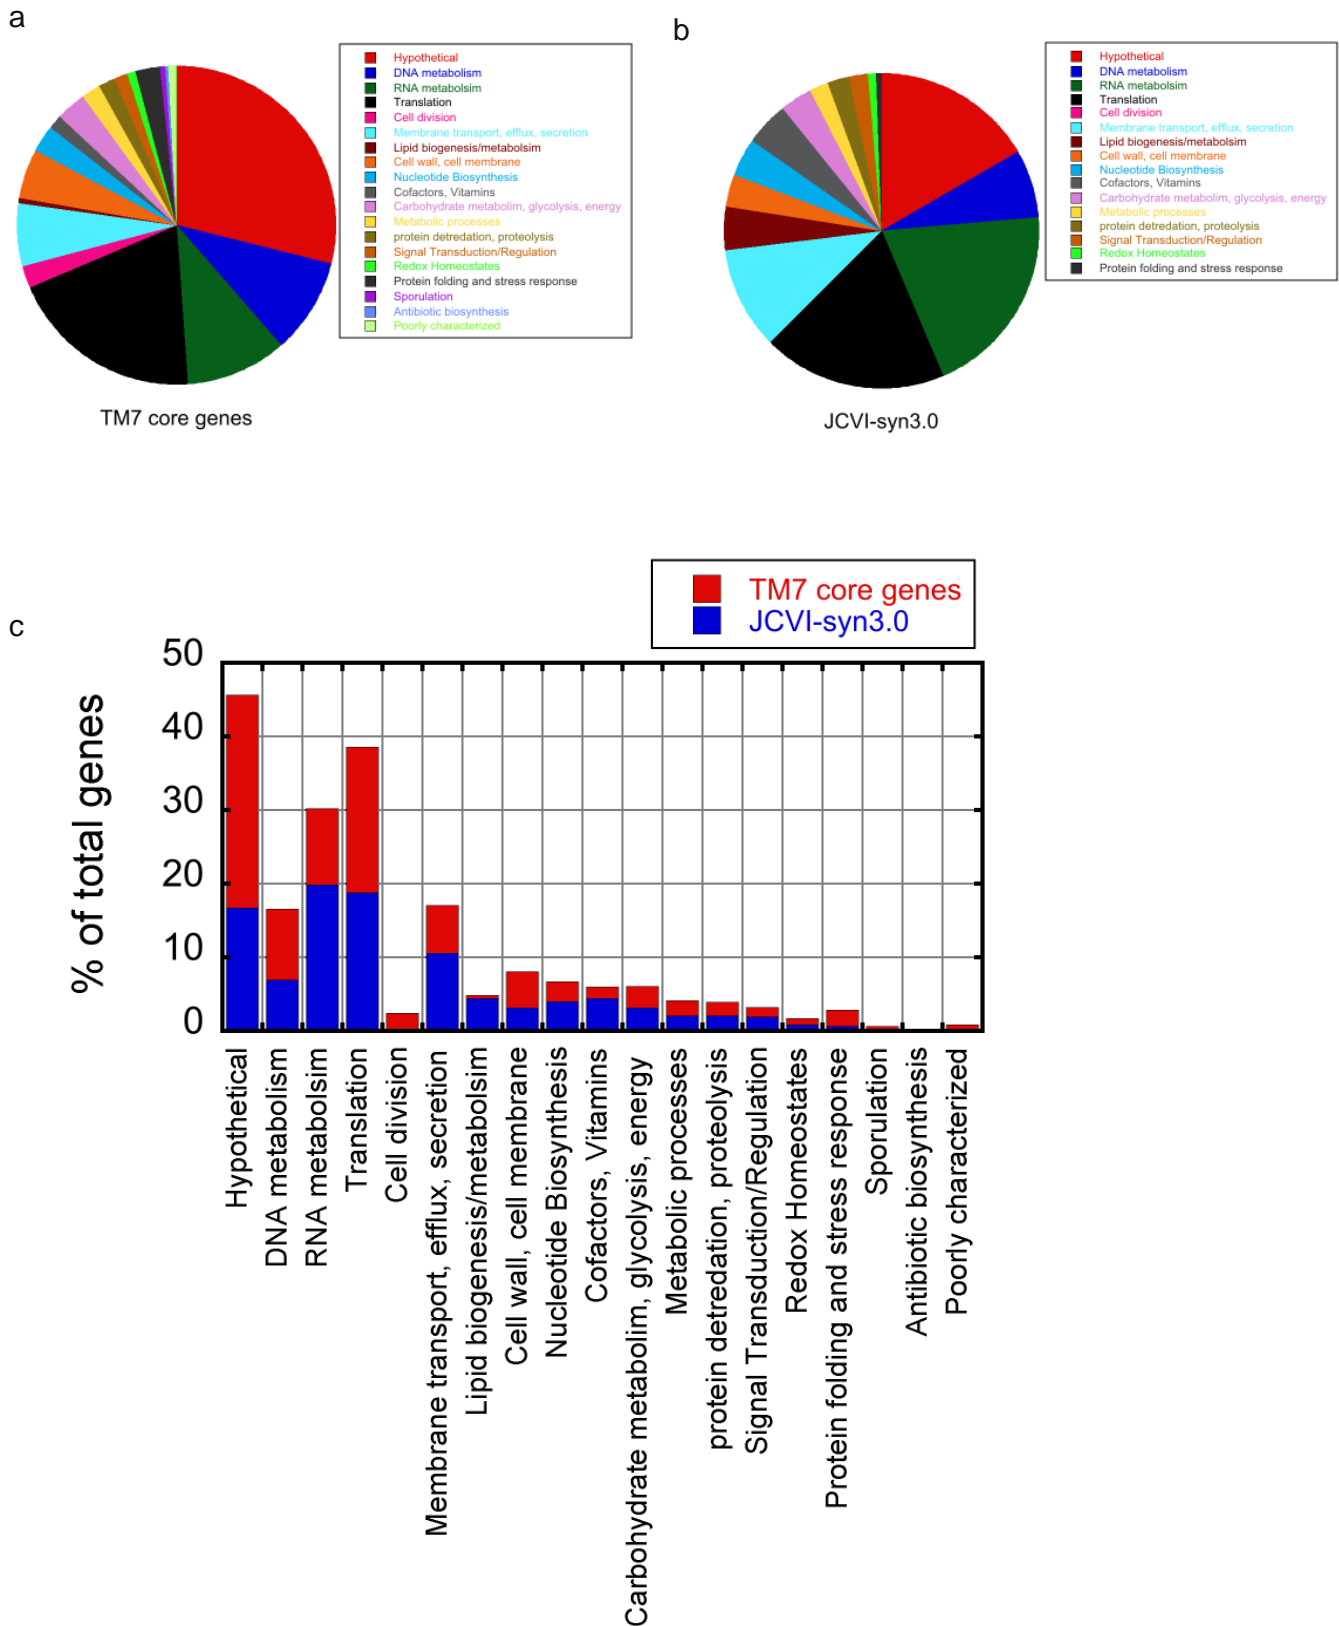 a
Hypothetical
DNA metabolism
RNA metabolsim
Translation
Cell division
Membrane transport, efflux, secretion
Lipid biogenesis/metabolsim
Cell wall, cell membrane
Nucleotide Biosynthesis
Cofactors, Vitamins
Carbohydrate metabolim, glycolysis, energy
Metabolic processes
protein detredation, proteolysis
Signal Transduction/Regulation
Redox Homeostates
Protein folding and stress response
Sporulation
Antibiotic biosynthesis
Poorly characterized
TM7 core genes
b
Hypothetical
DNA metabolism
RNA metabolsim
Translation
Cell division
Membrane transport, efflux, secretion
Lipid biogenesis/metabolsim
Cell wall, cell membrane
Nucleotide Biosynthesis
Cofactors, Vitamins
Carbohydrate metabolim, glycolysis, energy
Metabolic processes
protein detredation, proteolysis
Signal Transduction/Regulation
Redox Homeostates
Protein folding and stress response
JCVI-syn3.0
c
TM7 core genes
JCVI-syn3.0
% of total genes
50
40
30
20
10
0
Hypothetical
DNA metabolism
RNA metabolsim
Translation
Cell division
Membrane transport, efflux, secretion
Lipid biogenesis/metabolsim
Cell wall, cell membrane
Nucleotide Biosynthesis
Cofactors, Vitamins
Carbohydrate metabolim, glycolysis, energy
Metabolic processes
protein detredation, proteolysis
Signal Transduction/Regulation
Redox Homeostates
Protein folding and stress response
Sporulation
Antibiotic biosynthesis
Poorly characterized